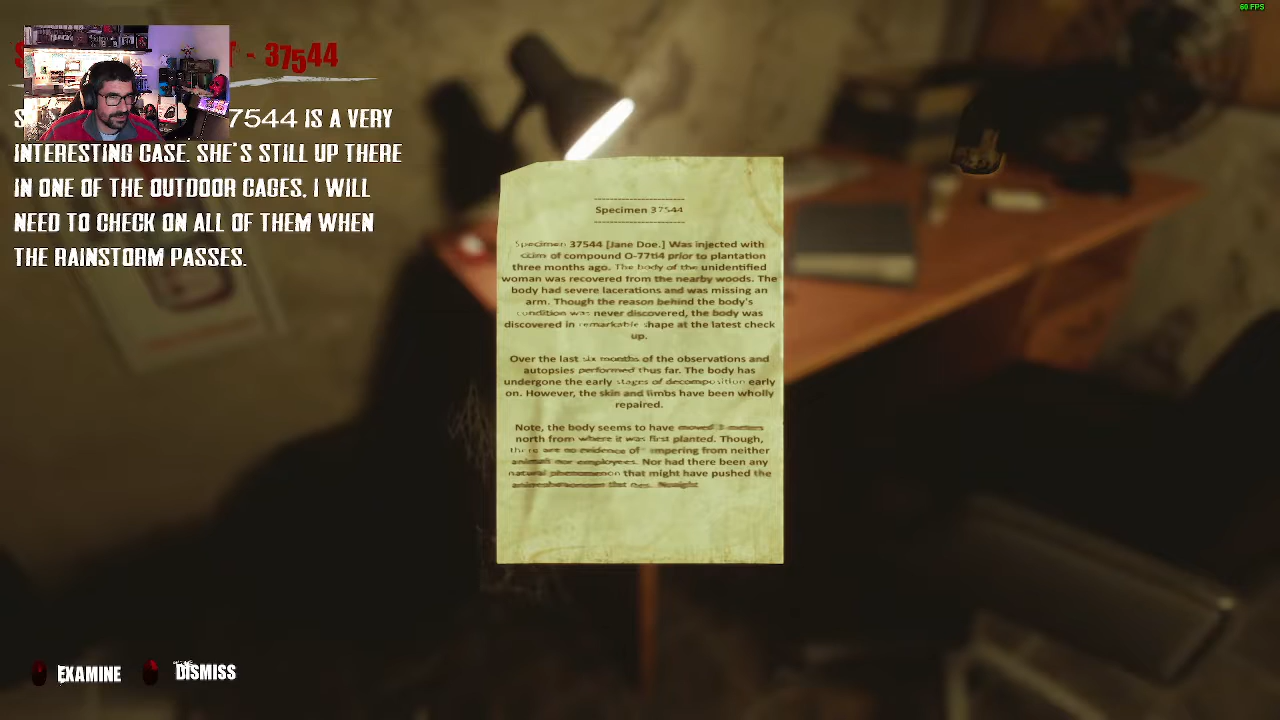 60 FPS
- 37544
7544 IS A VERY
INTERESTING CASE. SHE'S STILL UP THERE
IN ONE OF THE OUTDOOR CAGES, I WILL
NEED TO CHECK ON ALL OF THEM WHEN
THE RAINSTORM PASSES.
Specimen 37544
Specimen 37544 [Jane Doe.] Was injected with
of compound O-77ti4 prior to plantation
three months ago. The body of the unidentified
woman was recovered from the nearby woods. The
body had severe lacerations and was missing an
arm. Though the reason behind the body's
condition was never discovered, the body was
discovered in remarkable shape at the latest check
up.
Over the last six months of the observations and
autopsies performed thus far. The body has
undergone the early stages of decomposition early
on. However, the skin and limbs have been wholly
repaired.
Note, the body seems to have moved 3 meters
north from where it was first planted. Though,
there are no evidence of tampering from neither
animals nor employees. Nor had there been any
natural phenomenon that might have pushed the
EXAMINE
DISMISS